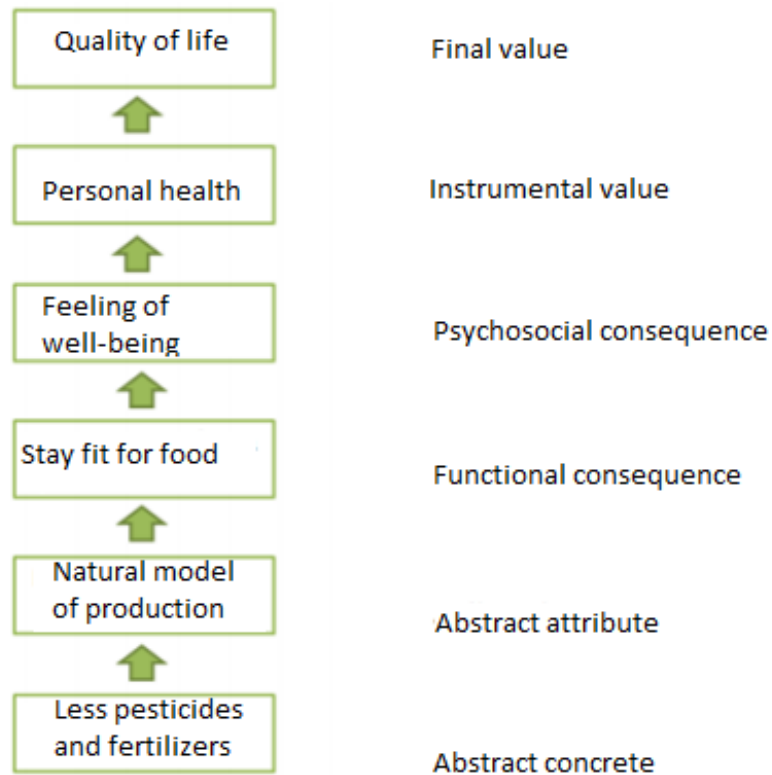 Quality of life
Final value
Personal health
Instrumental value
Feeling of
well-being
Psychosocial consequence
Stay fit for food
Functional consequence
Natural model
of production
Abstract attribute
Less pesticides
and fertilizers
Abstract concrete